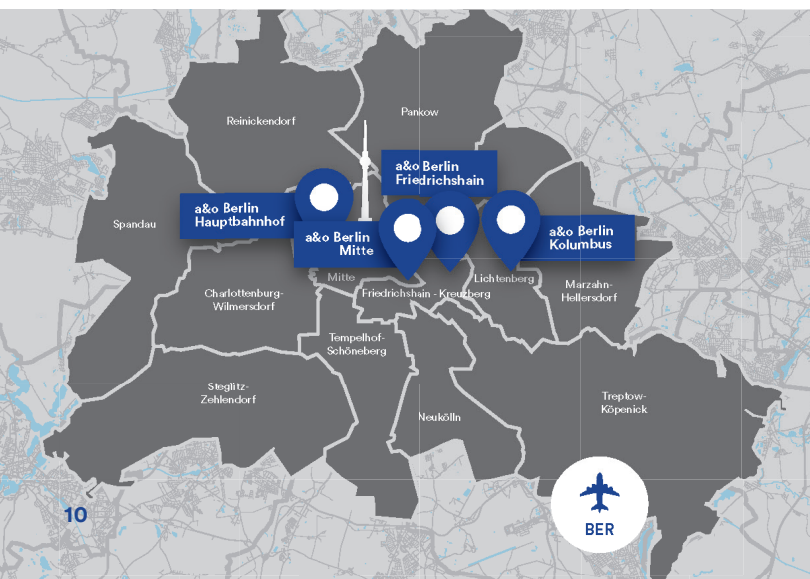 Reinickendorf
Pankow
a&o Berlin
Friedrichshain
a&o Berlin
Hauptbahnhof
Spandau
a&o Berlin
Mitte
a&o Berlin
Kolumbus
Mitte
Lichtenberg
Charlottenburg-
Wilmersdorf
Friedrichshain - Kreuzberg
Marzahn-
Hellersdorf
Tempelhof-
Schöneberg
Steglitz-
Zehlendorf
Neukölln
Treptow-
Köpenick
10
BER